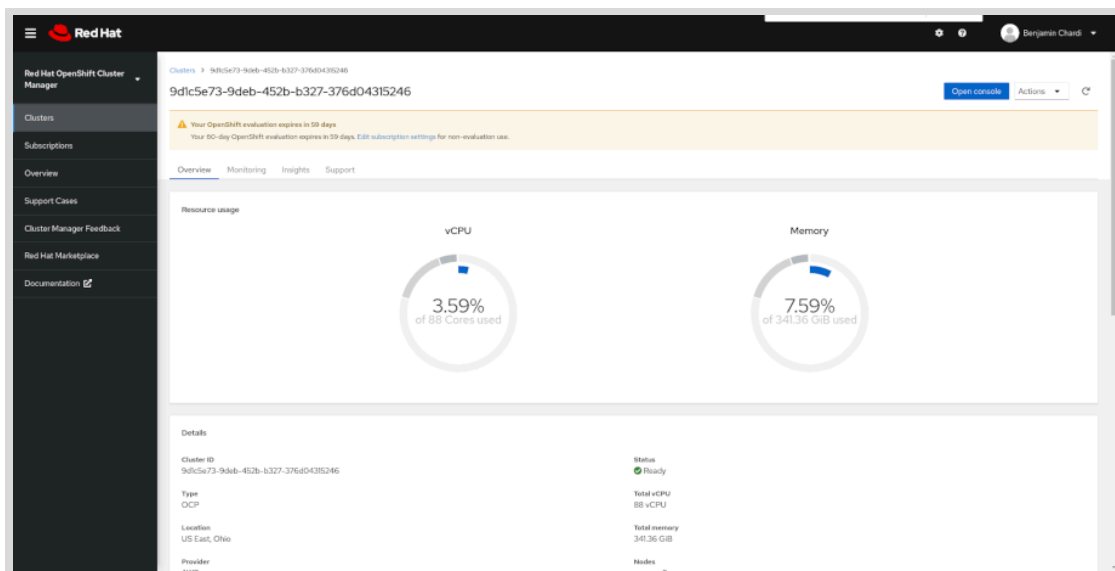 Red Hat
Benjamin Chardi
Red Hat OpenShift Cluster
Manager
Clusters
Subscriptions
Overview
Support Cases
Cluster Manager Feedback
Red Hat Marketplace
Documentation
Clusters > 9d1c5e73-9deb-452b-b327-376d04315246
9d1c5e73-9deb-452b-b327-376d04315246
Open console
Actions
Your OpenShift evaluation expires in 59 days
Your 60-day OpenShift evaluation expires in 59 days. Edit subscription settings for non-evaluation use.
Overview Monitoring Insights Support
Resource usage
vCPU
3.59%
of 88 Cores used
Memory
7.59%
of 341.36 GiB used
Details
Cluster ID
9d1c5e73-9deb-452b-b327-376d04315246
Status
Ready
Type
OCP
Total vCPU
88 vCPU
Location
US East, Ohio
Total memory
341.36 GiB
Provider
Nodes